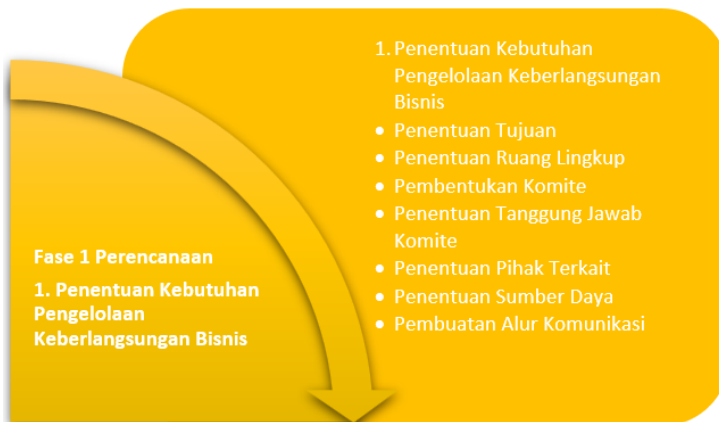 Fase 1 Perencanaan
1. Penentuan Kebutuhan
Pengelolaan
Keberlangsungan Bisnis
1. Penentuan Kebutuhan
Pengelolaan Keberlangsungan
Bisnis
• Penentuan Tujuan
• Penentuan Ruang Lingkup
• Pembentukan Komite
• Penentuan Tanggung Jawab
Komite
• Penentuan Pihak Terkait
• Penentuan Sumber Daya
• Pembuatan Alur Komunikasi